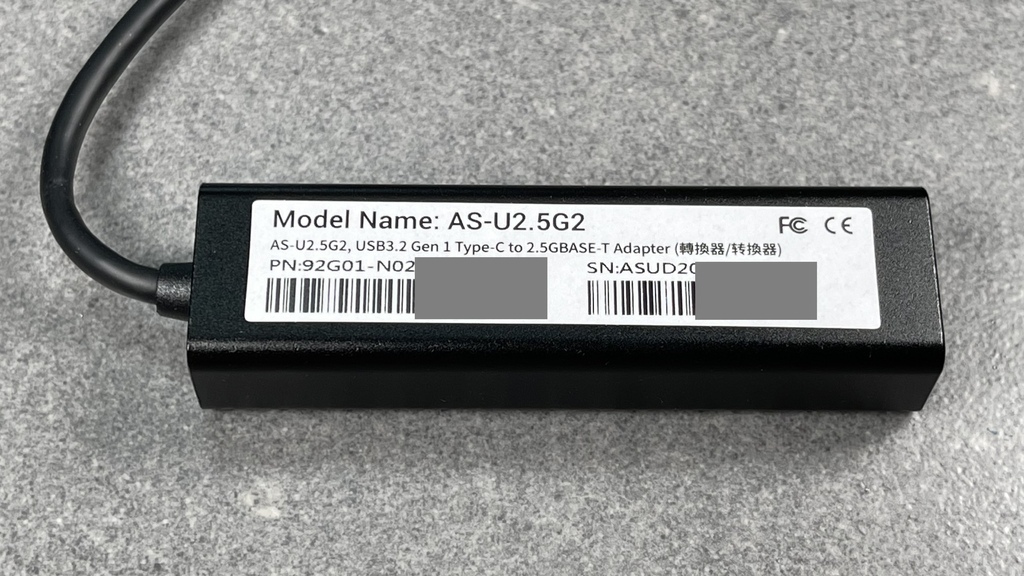 Model Name: AS-U2.5G2
FC CE
AS-U2.5G2, USB3.2 Gen 1 Type-C to 2.5GBASE-T Adapter (轉換器/转换器)
PN:92G01-N02
SN:ASUD20